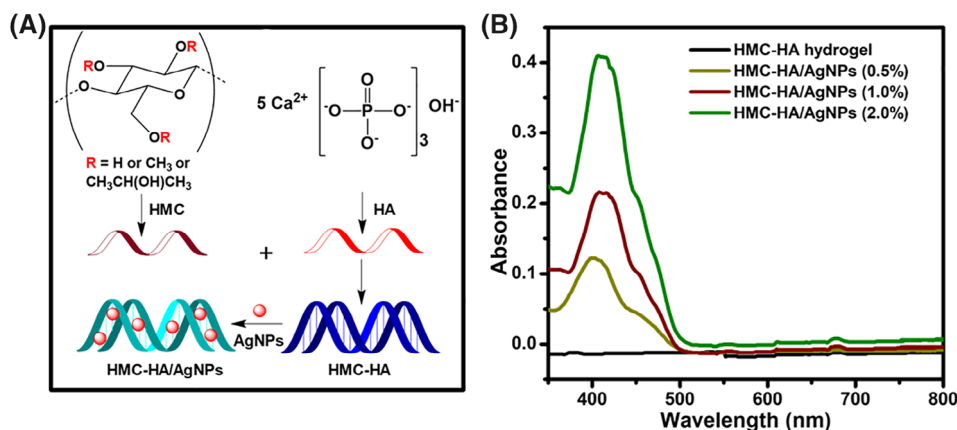 (A)
R
RO
OR
O
O
OR
R = H or CH₃ or
CH₃CH(OH)CH₃
HMC
5 Ca²⁺
O
⁻O-P-O⁻
O⁻
3
OH⁻
HA
+
AgNPs
HMC-HA/AgNPs
HMC-HA
(B)
HMC-HA hydrogel
HMC-HA/AgNPs (0.5%)
HMC-HA/AgNPs (1.0%)
HMC-HA/AgNPs (2.0%)
Absorbance
0.4
0.3
0.2
0.1
0.0
400 500 600 700 800
Wavelength (nm)